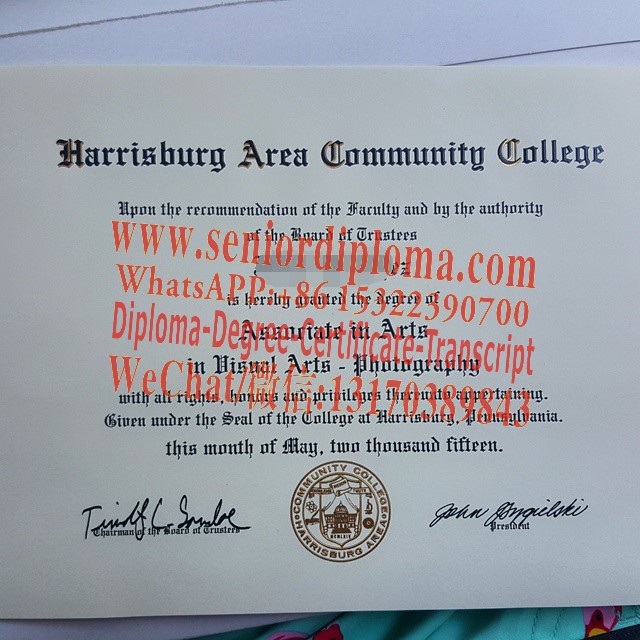 Harrisburg Area Community College
Upon the recommendation of the Faculty and by the authority
of the Board of Trustees
www.seniordiploma.com
WhatsAPP:+86 15322390700
is hereby granted the degree of
Diploma-Degree-Certificate-Transcript
Associate in Arts
in Visual Arts - Photography
WeChat/微信:13170389843
with all rights, honors and privileges thereunto appertaining.
Given under the Seal of the College at Harrisburg, Pennsylvania.
this month of May, two thousand fifteen.
COMMUNITY COLLEGE
HARRISBURG AREA
MCMLXIV
Chairman of the Board of Trustees
President